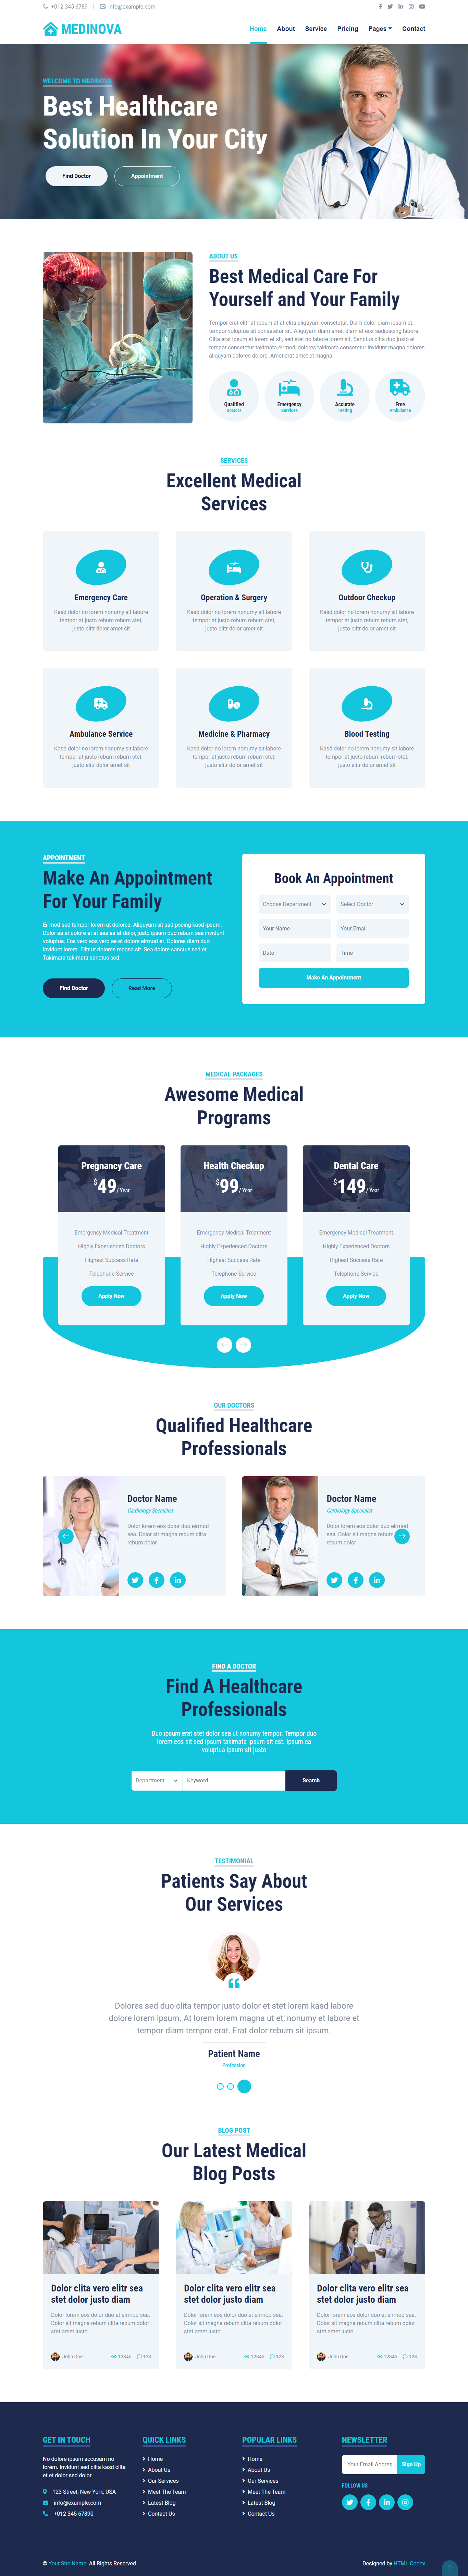 +012 345 6789 | info@example.com
MEDINOVA
Home About Service Pricing Pages Contact
WELCOME TO MEDINOVA
Best Healthcare
Solution In Your City
Find Doctor Appointment
ABOUT US
Best Medical Care For
Yourself and Your Family
Tempor erat elitr at rebum at at clita aliquyam consetetur. Diam dolor diam ipsum et,
tempor voluptua sit consetetur sit. Aliquyam diam amet diam et eos sadipscing labore.
Clita erat ipsum et lorem et sit, sed stet no labore lorem sit. Sanctus clita duo justo et
tempor consetetur takimata eirmod, dolores takimata consetetur invidunt magna dolores
aliquyam dolores dolore. Amet erat amet et magna
Qualified Emergency Accurate Free
Doctors Services Testing Ambulance
SERVICES
Excellent Medical
Services
Emergency Care
Kasd dolor no lorem nonumy sit labore
tempor at justo rebum rebum stet,
justo elitr dolor amet sit
Operation & Surgery
Kasd dolor no lorem nonumy sit labore
tempor at justo rebum rebum stet,
justo elitr dolor amet sit
Outdoor Checkup
Kasd dolor no lorem nonumy sit labore
tempor at justo rebum rebum stet,
justo elitr dolor amet sit
Ambulance Service
Kasd dolor no lorem nonumy sit labore
tempor at justo rebum rebum stet,
justo elitr dolor amet sit
Medicine & Pharmacy
Kasd dolor no lorem nonumy sit labore
tempor at justo rebum rebum stet,
justo elitr dolor amet sit
Blood Testing
Kasd dolor no lorem nonumy sit labore
tempor at justo rebum rebum stet,
justo elitr dolor amet sit
APPOINTMENT
Make An Appointment
For Your Family
Eirmod sed tempor lorem ut dolores. Aliquyam sit sadipscing kasd ipsum.
Dolor ea et dolore et at sea ea at dolor, justo ipsum duo rebum sea invidunt
voluptua. Eos vero eos vero ea et dolore eirmod et. Dolores diam duo
invidunt lorem. Elitr ut dolores magna sit. Sea dolore sanctus sed et.
Takimata takimata sanctus sed.
Find Doctor Read More
Book An Appointment
Choose Department Select Doctor
Your Name Your Email
Date Time
Make An Appointment
MEDICAL PACKAGES
Awesome Medical
Programs
Pregnancy Care
$49/ Year
Emergency Medical Treatment
Highly Experienced Doctors
Highest Success Rate
Telephone Service
Apply Now
Health Checkup
$99/ Year
Emergency Medical Treatment
Highly Experienced Doctors
Highest Success Rate
Telephone Service
Apply Now
Dental Care
$149/ Year
Emergency Medical Treatment
Highly Experienced Doctors
Highest Success Rate
Telephone Service
Apply Now
OUR DOCTORS
Qualified Healthcare
Professionals
Doctor Name
Cardiology Specialist
Dolor lorem eos dolor duo eirmod
sea. Dolor sit magna rebum clita
rebum dolor
Doctor Name
Cardiology Specialist
Dolor lorem eos dolor duo eirmod
sea. Dolor sit magna rebum
rebum dolor
FIND A DOCTOR
Find A Healthcare
Professionals
Duo ipsum erat stet dolor sea ut nonumy tempor. Tempor duo
lorem eos sit sed ipsum takimata ipsum sit est. Ipsum ea
voluptua ipsum sit justo
Department Keyword Search
TESTIMONIAL
Patients Say About
Our Services
Dolores sed duo clita tempor justo dolor et stet lorem kasd labore
dolore lorem ipsum. At lorem lorem magna ut et, nonumy et labore et
tempor diam tempor erat. Erat dolor rebum sit ipsum.
Patient Name
Profession
BLOG POST
Our Latest Medical
Blog Posts
Dolor clita vero elitr sea
stet dolor justo diam
Dolor lorem eos dolor duo et eirmod sea.
Dolor sit magna rebum clita rebum dolor
stet amet justo
John Doe 12345 123
Dolor clita vero elitr sea
stet dolor justo diam
Dolor lorem eos dolor duo et eirmod sea.
Dolor sit magna rebum clita rebum dolor
stet amet justo
John Doe 12345 123
Dolor clita vero elitr sea
stet dolor justo diam
Dolor lorem eos dolor duo et eirmod sea.
Dolor sit magna rebum clita rebum dolor
stet amet justo
John Doe 12345 123
GET IN TOUCH
No dolore ipsum accusam no
lorem. Invidunt sed clita kasd clita
et et dolor sed dolor
123 Street, New York, USA
info@example.com
+012 345 67890
QUICK LINKS
Home
About Us
Our Services
Meet The Team
Latest Blog
Contact Us
POPULAR LINKS
Home
About Us
Our Services
Meet The Team
Latest Blog
Contact Us
NEWSLETTER
Your Email Address Sign Up
FOLLOW US
© Your Site Name. All Rights Reserved.
Designed by HTML Codex